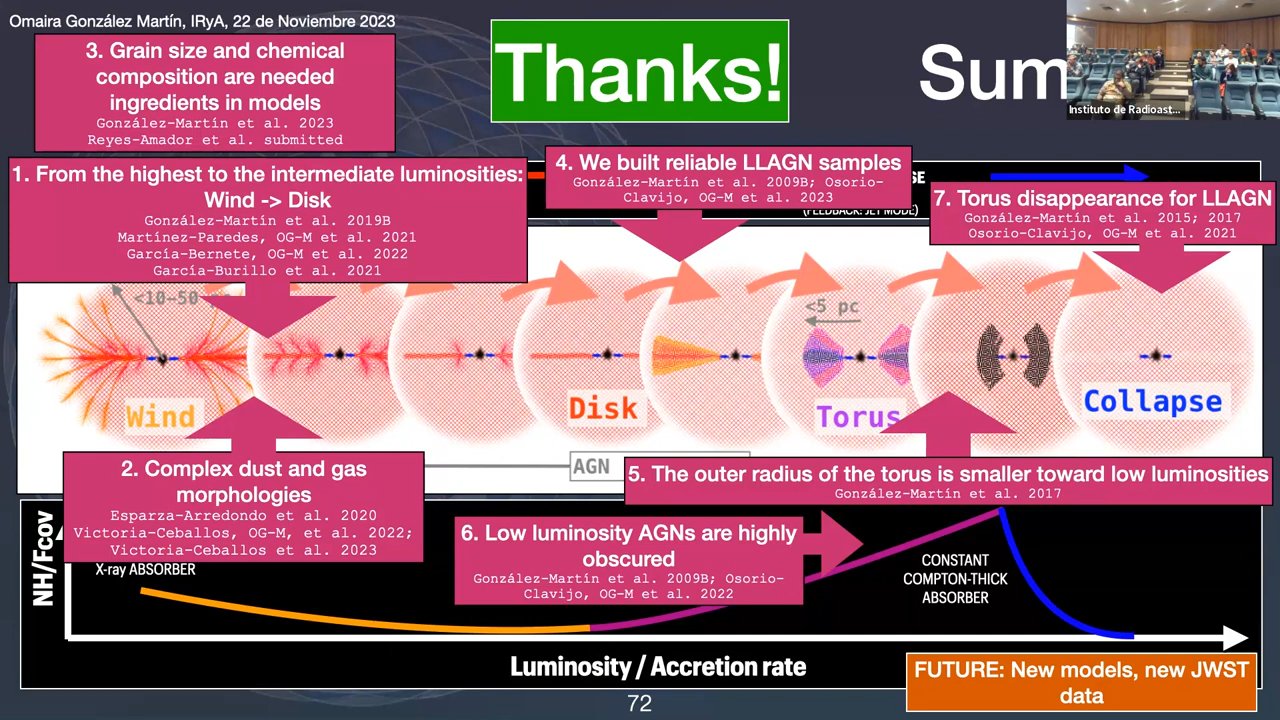 Omaira González Martín, IRyA, 22 de Noviembre 2023
Thanks!
Sum
Instituto de Radioast...
3. Grain size and chemical
composition are needed
ingredients in models
González-Martín et al. 2023
Reyes-Amador et al. submitted
1. From the highest to the intermediate luminosities:
Wind -> Disk
González-Martín et al. 2019B
Martínez-Paredes, OG-M et al. 2021
García-Bernete, OG-M et al. 2022
García-Burillo et al. 2021
4. We built reliable LLAGN samples
González-Martín et al. 2009B; Osorio-
Clavijo, OG-M et al. 2023
SE
(FEEDBACK: JET MODE)
7. Torus disappearance for LLAGN
González-Martín et al. 2015; 2017
Osorio-Clavijo, OG-M et al. 2021
<10-50
<5 pc
Wind
Disk
Torus
Collapse
AGN
2. Complex dust and gas
morphologies
Esparza-Arredondo et al. 2020
Victoria-Ceballos, OG-M, et al. 2022;
Victoria-Ceballos et al. 2023
5. The outer radius of the torus is smaller toward low luminosities
González-Martín et al. 2017
6. Low luminosity AGNs are highly
obscured
González-Martín et al. 2009B; Osorio-
Clavijo, OG-M et al. 2022
NH/Fcov
X-ray ABSORBER
CONSTANT
COMPTON-THICK
ABSORBER
Luminosity / Accretion rate
FUTURE: New models, new JWST
data
72